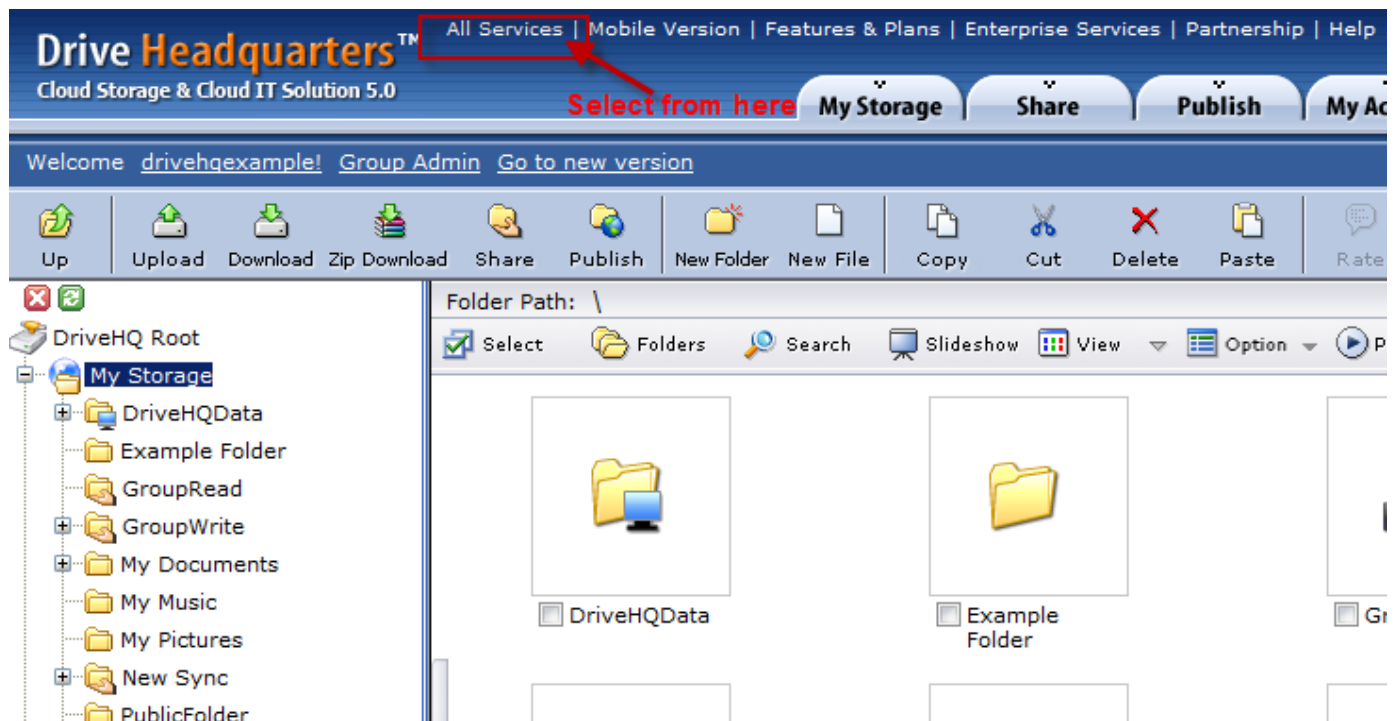 All Services | Mobile Version | Features & Plans | Enterprise Services | Partnership | Help
Drive Headquarters™
Cloud Storage & Cloud IT Solution 5.0
Select from here
My Storage Share Publish My Ac
Welcome drivehqexample! Group Admin Go to new version
Up Upload Download Zip Download Share Publish New Folder New File Copy Cut Delete Paste Rate
Folder Path: \
Select Folders Search Slideshow View Option P
DriveHQ Root
My Storage
DriveHQData
Example Folder
GroupRead
GroupWrite
My Documents
My Music
My Pictures
New Sync
PublicFolder
DriveHQData
Example
Folder
Gr